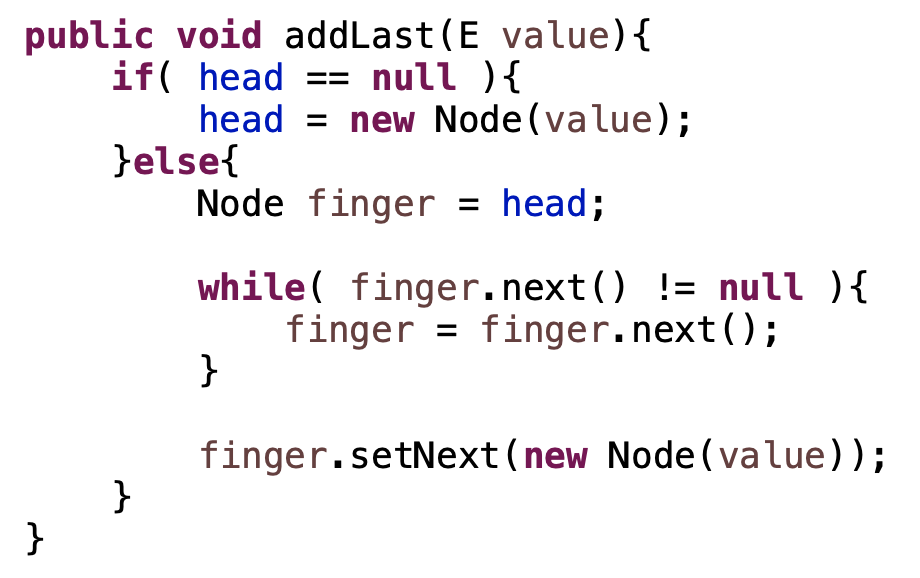 public void addLast(E value){
    if( head == null ){
        head = new Node(value);
    }else{
        Node finger = head;

        while( finger.next() != null ){
            finger = finger.next();
        }

        finger.setNext(new Node(value));
    }
}